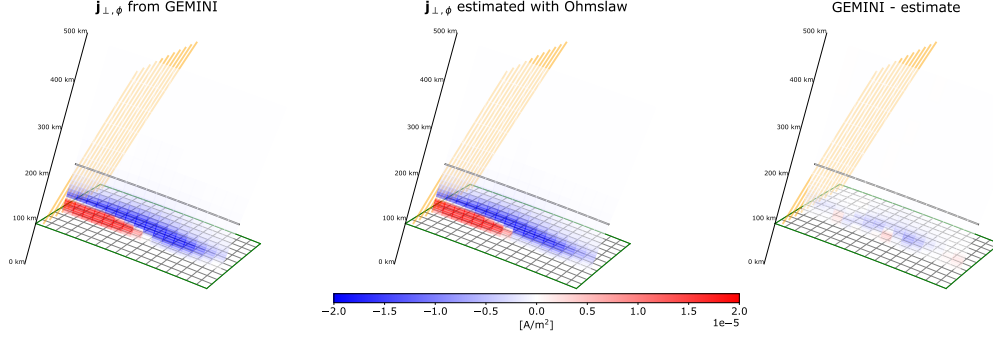 j⊥,ϕ from GEMINI
j⊥,ϕ estimated with Ohmslaw
GEMINI - estimate
500 km
400 km
300 km
200 km
100 km
0 km
500 km
400 km
300 km
200 km
100 km
0 km
500 km
400 km
300 km
200 km
100 km
0 km
−2.0 −1.5 −1.0 −0.5 0.0 0.5 1.0 1.5 2.0
[A/m²]
1e−5